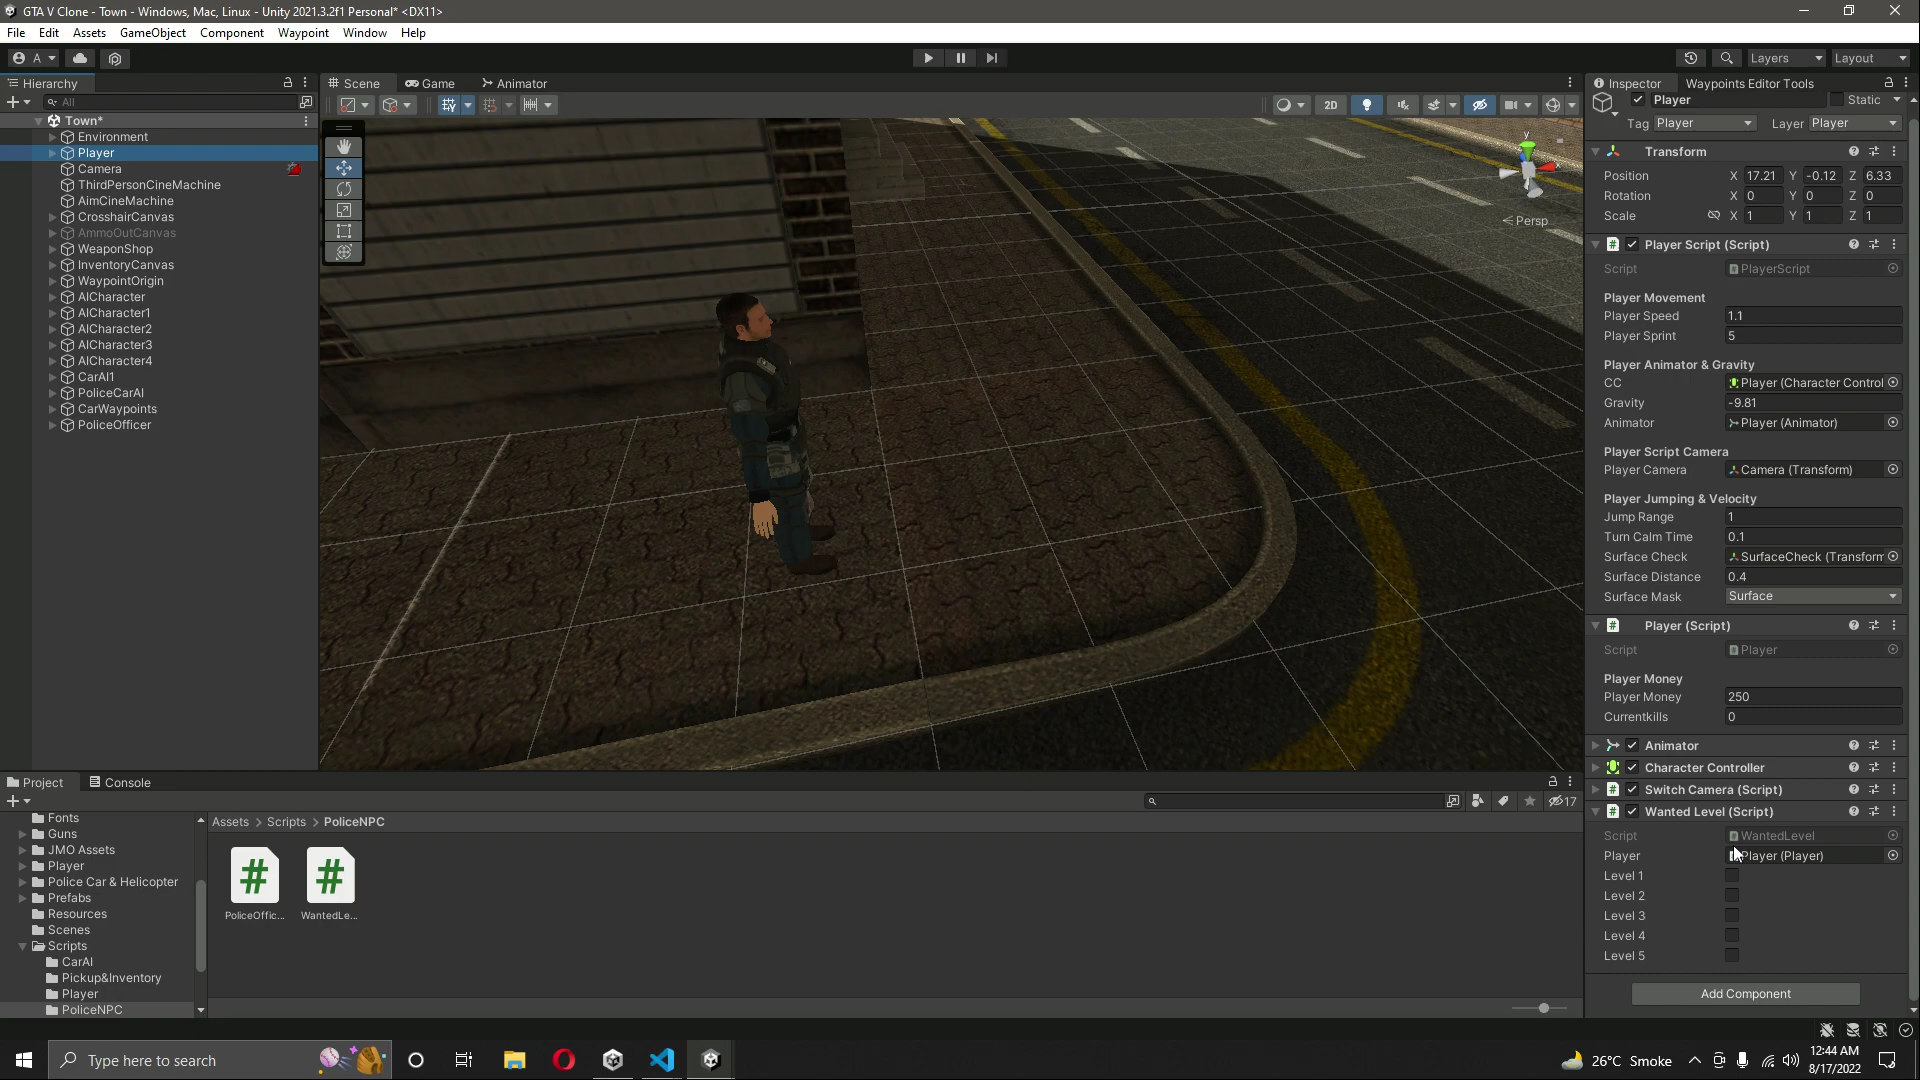 GTA V Clone - Town - Windows, Mac, Linux - Unity 2021.3.2f1 Personal* <DX11>
File Edit Assets GameObject Component Waypoint Window Help
A
Layers
Layout
Hierarchy
Scene
Game
Animator
Inspector
Waypoints Editor Tools
All
2D
Town*
Environment
Player
Camera
ThirdPersonCineMachine
AimCineMachine
CrosshairCanvas
AmmoOutCanvas
WeaponShop
InventoryCanvas
WaypointOrigin
AICharacter
AICharacter1
AICharacter2
AICharacter3
AICharacter4
CarAI1
PoliceCarAI
CarWaypoints
PoliceOfficer
y
x
< Persp
Player
Static
Tag Player
Layer Player
Transform
Position X 17.21 Y -0.12 Z 6.33
Rotation X 0 Y 0 Z 0
Scale X 1 Y 1 Z 1
Player Script (Script)
Script PlayerScript
Player Movement
Player Speed 1.1
Player Sprint 5
Player Animator & Gravity
CC Player (Character Control
Gravity -9.81
Animator Player (Animator)
Player Script Camera
Player Camera Camera (Transform)
Player Jumping & Velocity
Jump Range 1
Turn Calm Time 0.1
Surface Check SurfaceCheck (Transform
Surface Distance 0.4
Surface Mask Surface
Player (Script)
Script Player
Player Money
Player Money 250
Currentkills 0
Animator
Character Controller
Switch Camera (Script)
Wanted Level (Script)
Script WantedLevel
Player Player (Player)
Level 1
Level 2
Level 3
Level 4
Level 5
Add Component
Project
Console
17
Fonts
Guns
JMO Assets
Player
Police Car & Helicopter
Prefabs
Resources
Scenes
Scripts
CarAI
Pickup&Inventory
Player
PoliceNPC
Assets > Scripts > PoliceNPC
PoliceOffic...
WantedLe...
Type here to search
26°C Smoke
12:44 AM
8/17/2022